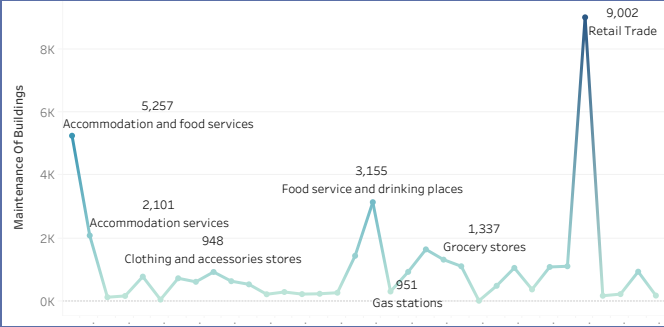 9,002
Retail Trade
8K
5,257
Accommodation and food services
6K
3,155
Food service and drinking places
4K
2,101
Accommodation services
948
Clothing and accessories stores
1,337
Grocery stores
2K
951
Gas stations
0K
Maintenance Of Buildings